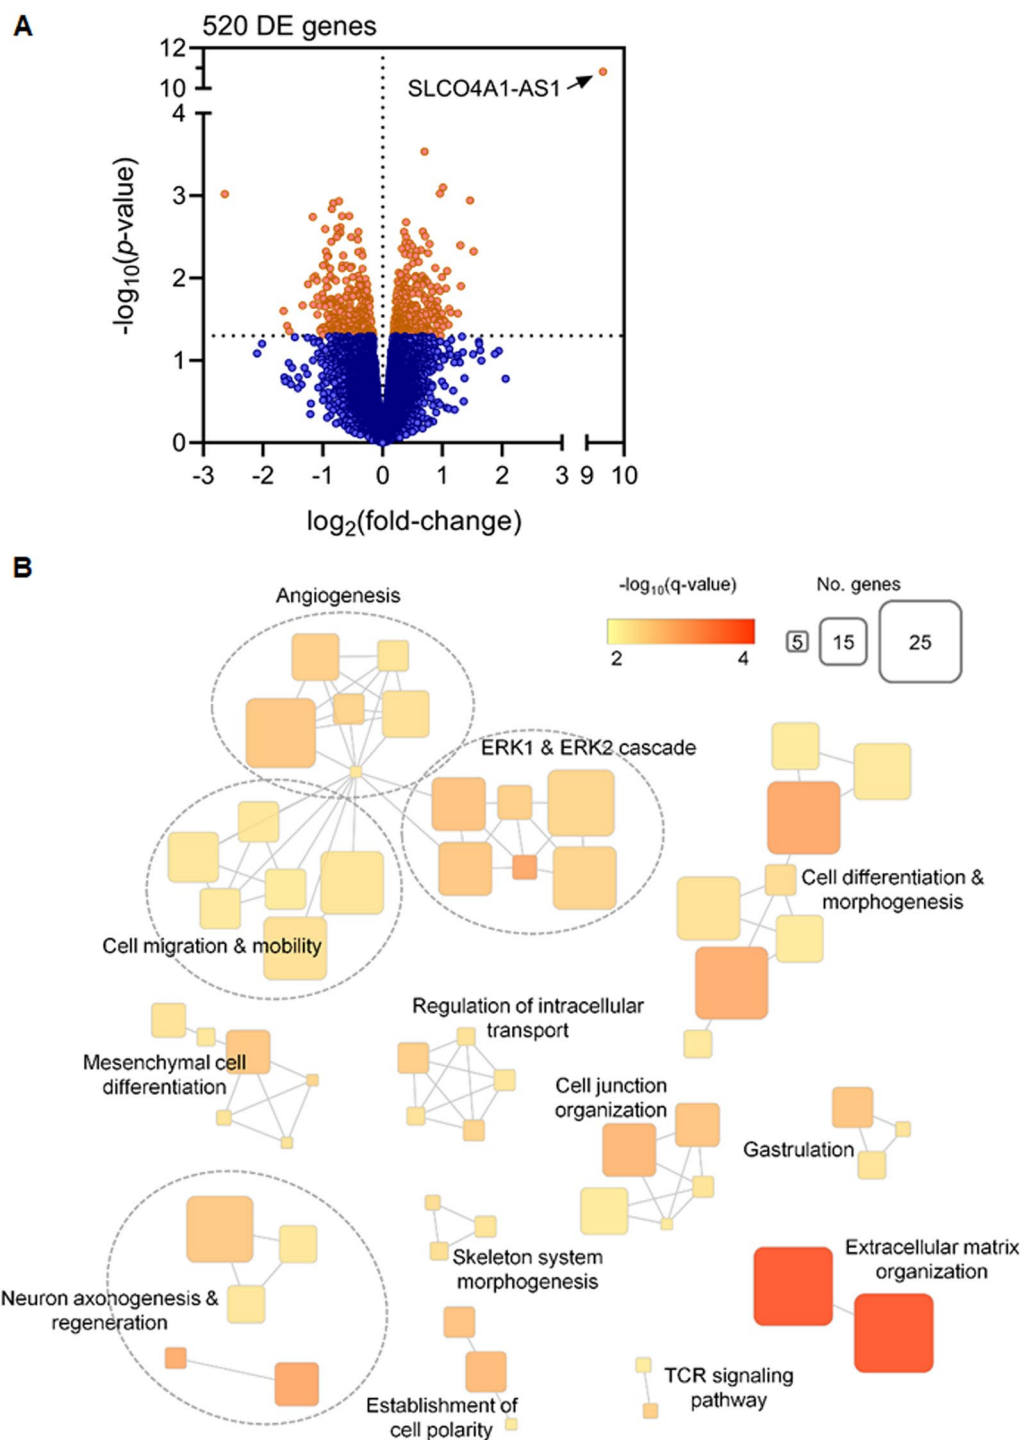 A
520 DE genes
12
10
4
3
2
1
0
SLCO4A1-AS1
-log10(p-value)
-3 -2 -1 0 1 2 3 9 10
log2(fold-change)
B
Angiogenesis
-log10(q-value)
2 4
No. genes
5 15 25
ERK1 & ERK2 cascade
Cell differentiation &
morphogenesis
Cell migration & mobility
Regulation of intracellular
transport
Mesenchymal cell
differentiation
Cell junction
organization
Gastrulation
Skeleton system
morphogenesis
Extracellular matrix
organization
Neuron axonogenesis &
regeneration
TCR signaling
pathway
Establishment of
cell polarity